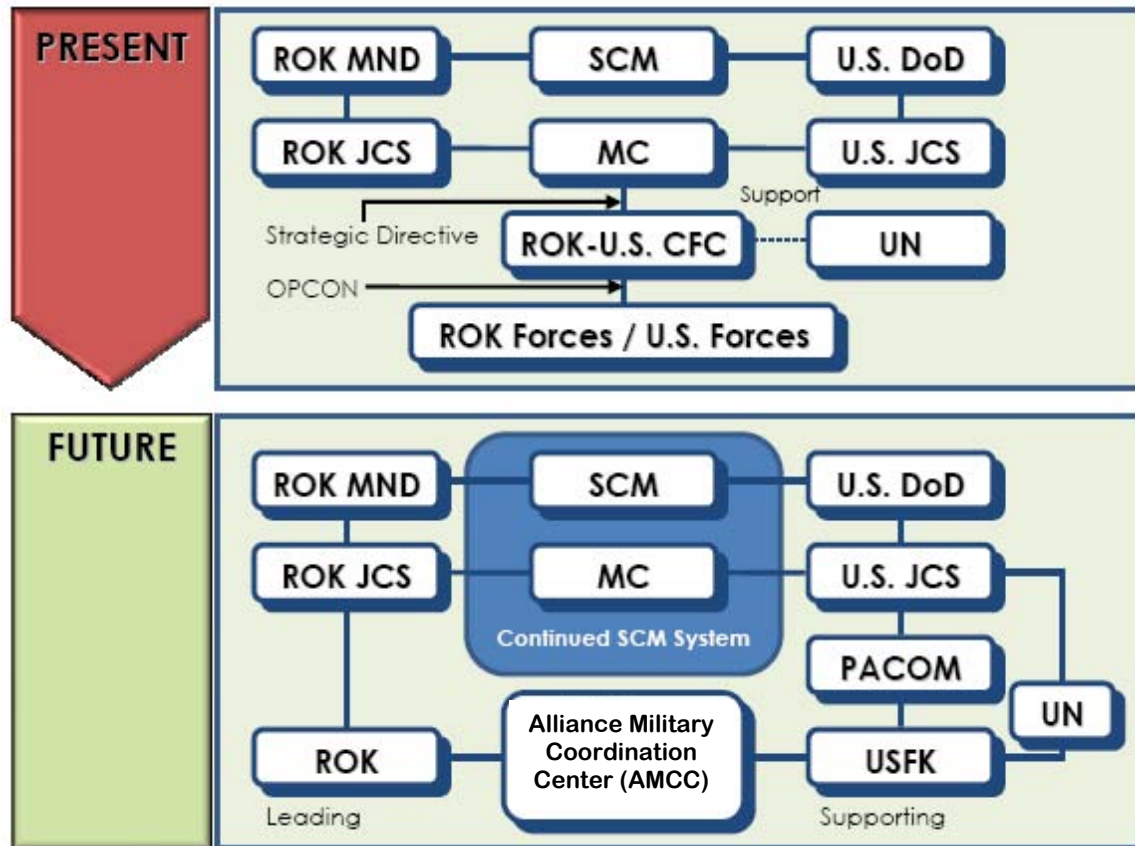 PRESENT
ROK MND
SCM
U.S. DoD
ROK JCS
MC
U.S. JCS
Support
Strategic Directive
ROK-U.S. CFC
UN
OPCON
ROK Forces / U.S. Forces
FUTURE
ROK MND
SCM
U.S. DoD
ROK JCS
MC
U.S. JCS
Continued SCM System
PACOM
UN
ROK
Alliance Military
Coordination
Center (AMCC)
USFK
Leading
Supporting